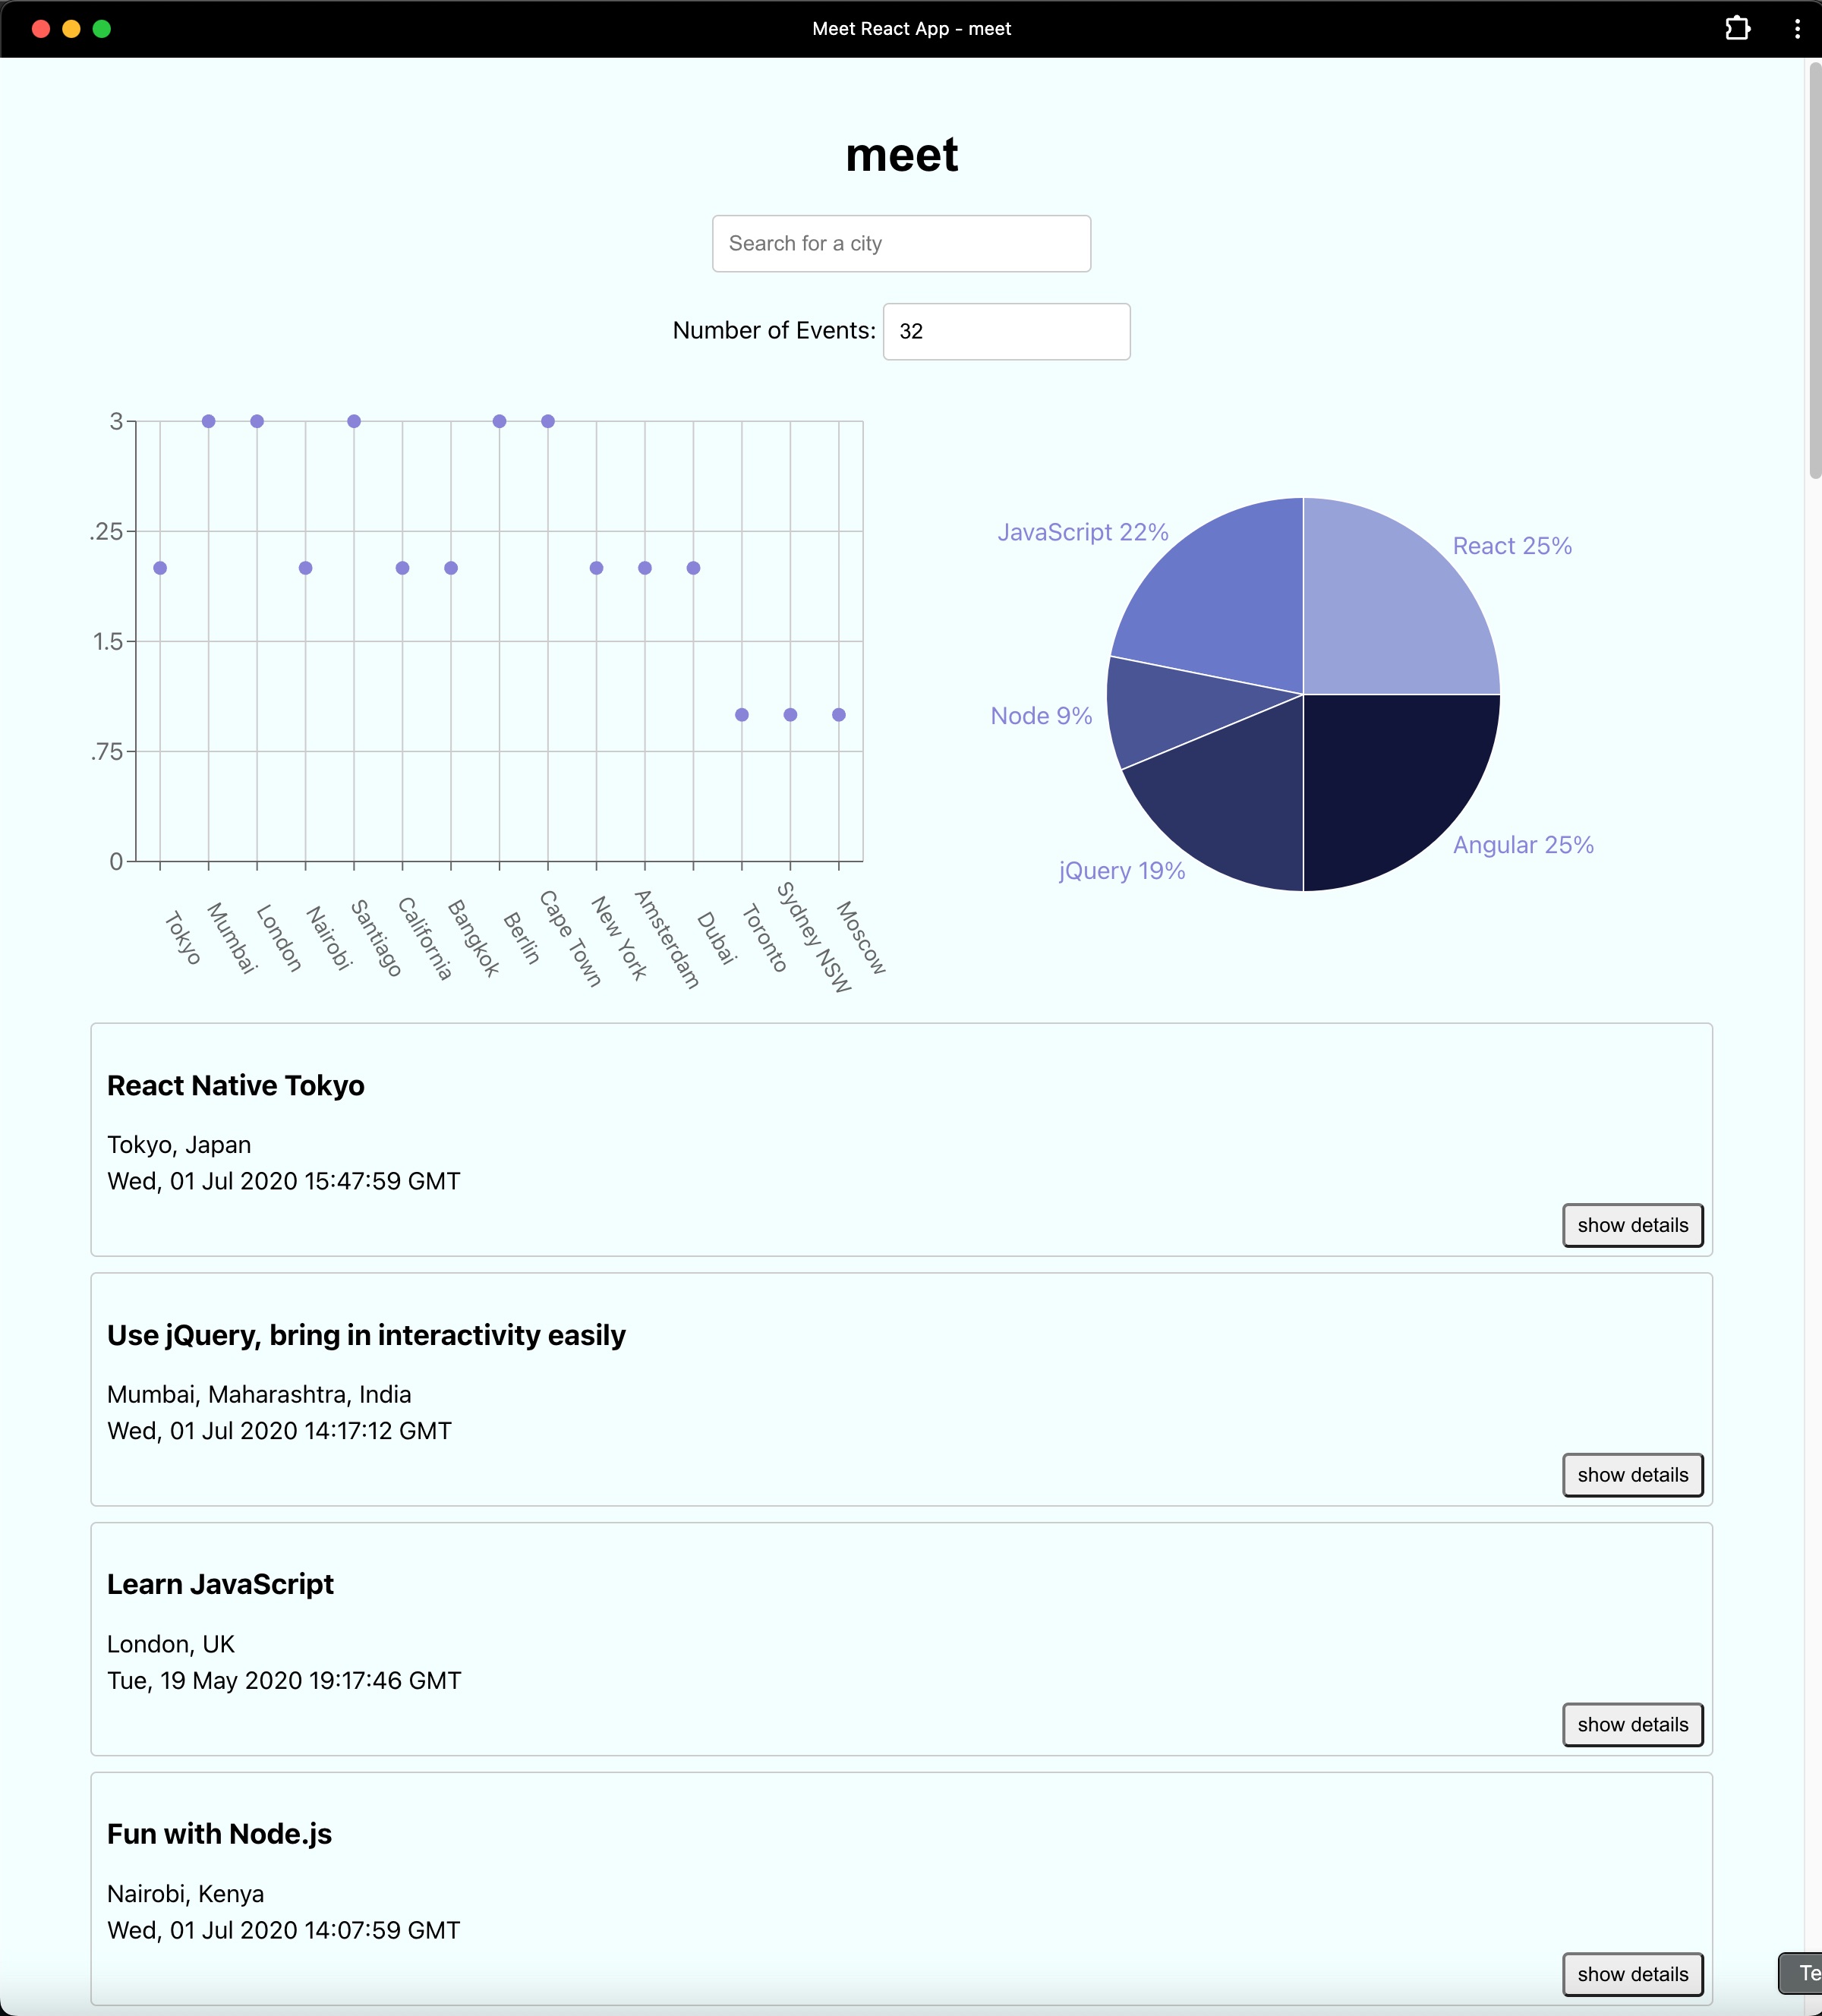 Meet React App - meet
meet
Search for a city
Number of Events: 32
3
.25
1.5
.75
0
Tokyo
Mumbai
London
Nairobi
Santiago
California
Bangkok
Berlin
Cape Town
New York
Amsterdam
Dubai
Toronto
Sydney NSW
Moscow
JavaScript 22%
React 25%
Node 9%
Angular 25%
jQuery 19%
React Native Tokyo
Tokyo, Japan
Wed, 01 Jul 2020 15:47:59 GMT
show details
Use jQuery, bring in interactivity easily
Mumbai, Maharashtra, India
Wed, 01 Jul 2020 14:17:12 GMT
show details
Learn JavaScript
London, UK
Tue, 19 May 2020 19:17:46 GMT
show details
Fun with Node.js
Nairobi, Kenya
Wed, 01 Jul 2020 14:07:59 GMT
show details
Te